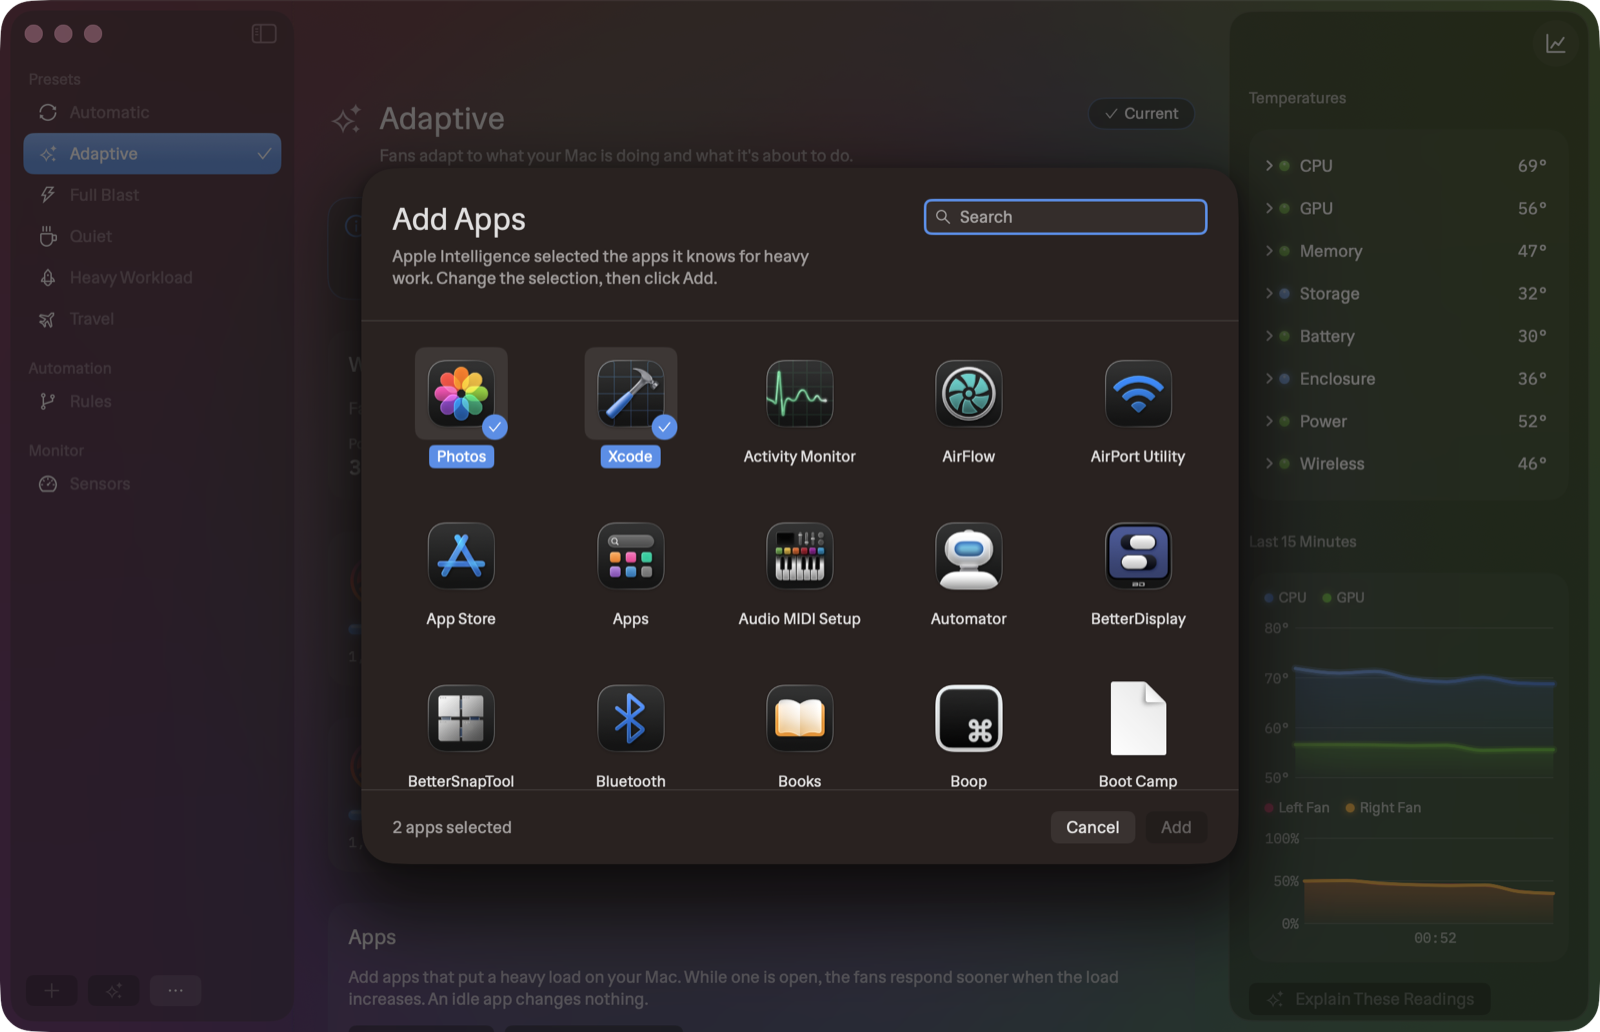 Presets
Automatic
Adaptive
Full Blast
Quiet
Heavy Workload
Travel
Automation
Rules
Monitor
Sensors
Adaptive
Current
Fans adapt to what your Mac is doing and what it's about to do.
Add Apps
Search
Apple Intelligence selected the apps it knows for heavy
work. Change the selection, then click Add.
Photos
Xcode
Activity Monitor
AirFlow
AirPort Utility
App Store
Apps
Audio MIDI Setup
Automator
BetterDisplay
BetterSnapTool
Bluetooth
Books
Boop
Boot Camp
2 apps selected
Cancel
Add
Apps
Add apps that put a heavy load on your Mac. While one is open, the fans respond sooner when the load
increases. An idle app changes nothing.
Temperatures
CPU 69°
GPU 56°
Memory 47°
Storage 32°
Battery 30°
Enclosure 36°
Power 52°
Wireless 46°
Last 15 Minutes
CPU GPU
80°
70°
60°
50°
Left Fan Right Fan
100%
50%
0%
00:52
Explain These Readings